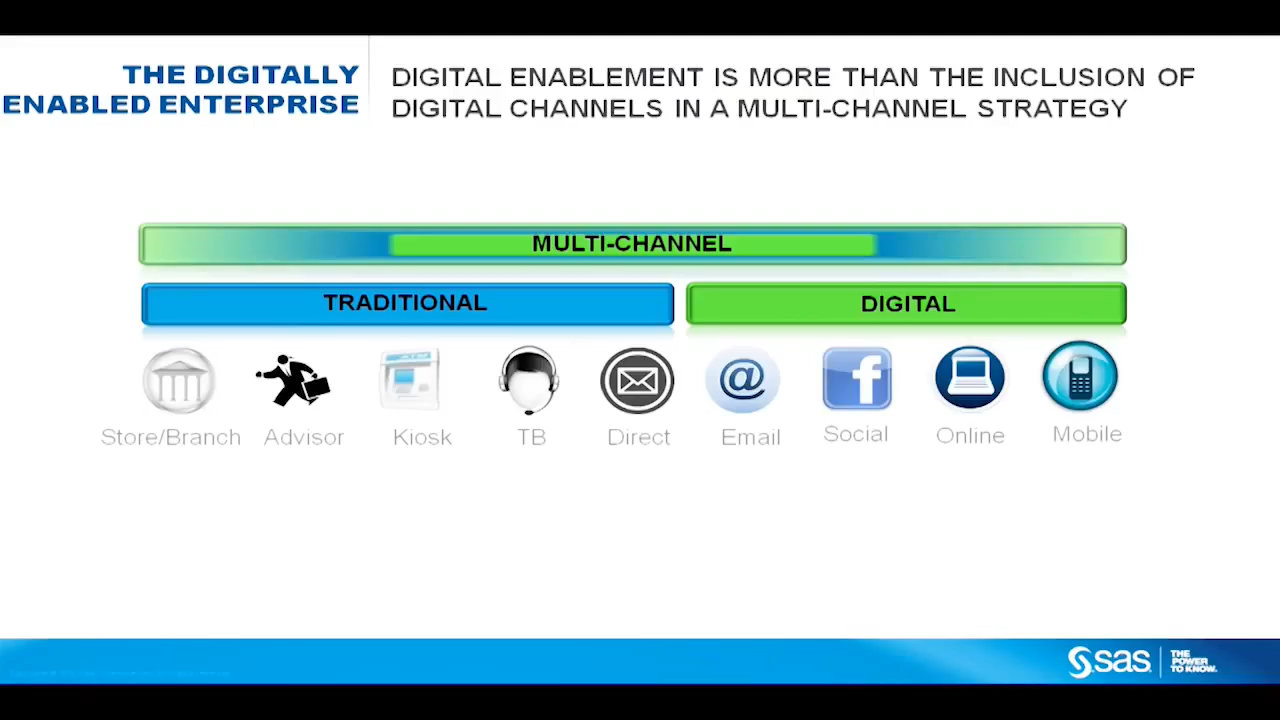 THE DIGITALLY
ENABLED ENTERPRISE
DIGITAL ENABLEMENT IS MORE THAN THE INCLUSION OF
DIGITAL CHANNELS IN A MULTI-CHANNEL STRATEGY
MULTI-CHANNEL
TRADITIONAL
DIGITAL
ATM
@
f
Store/Branch
Advisor
Kiosk
TB
Direct
Email
Social
Online
Mobile
sas
THE
POWER
TO KNOW.